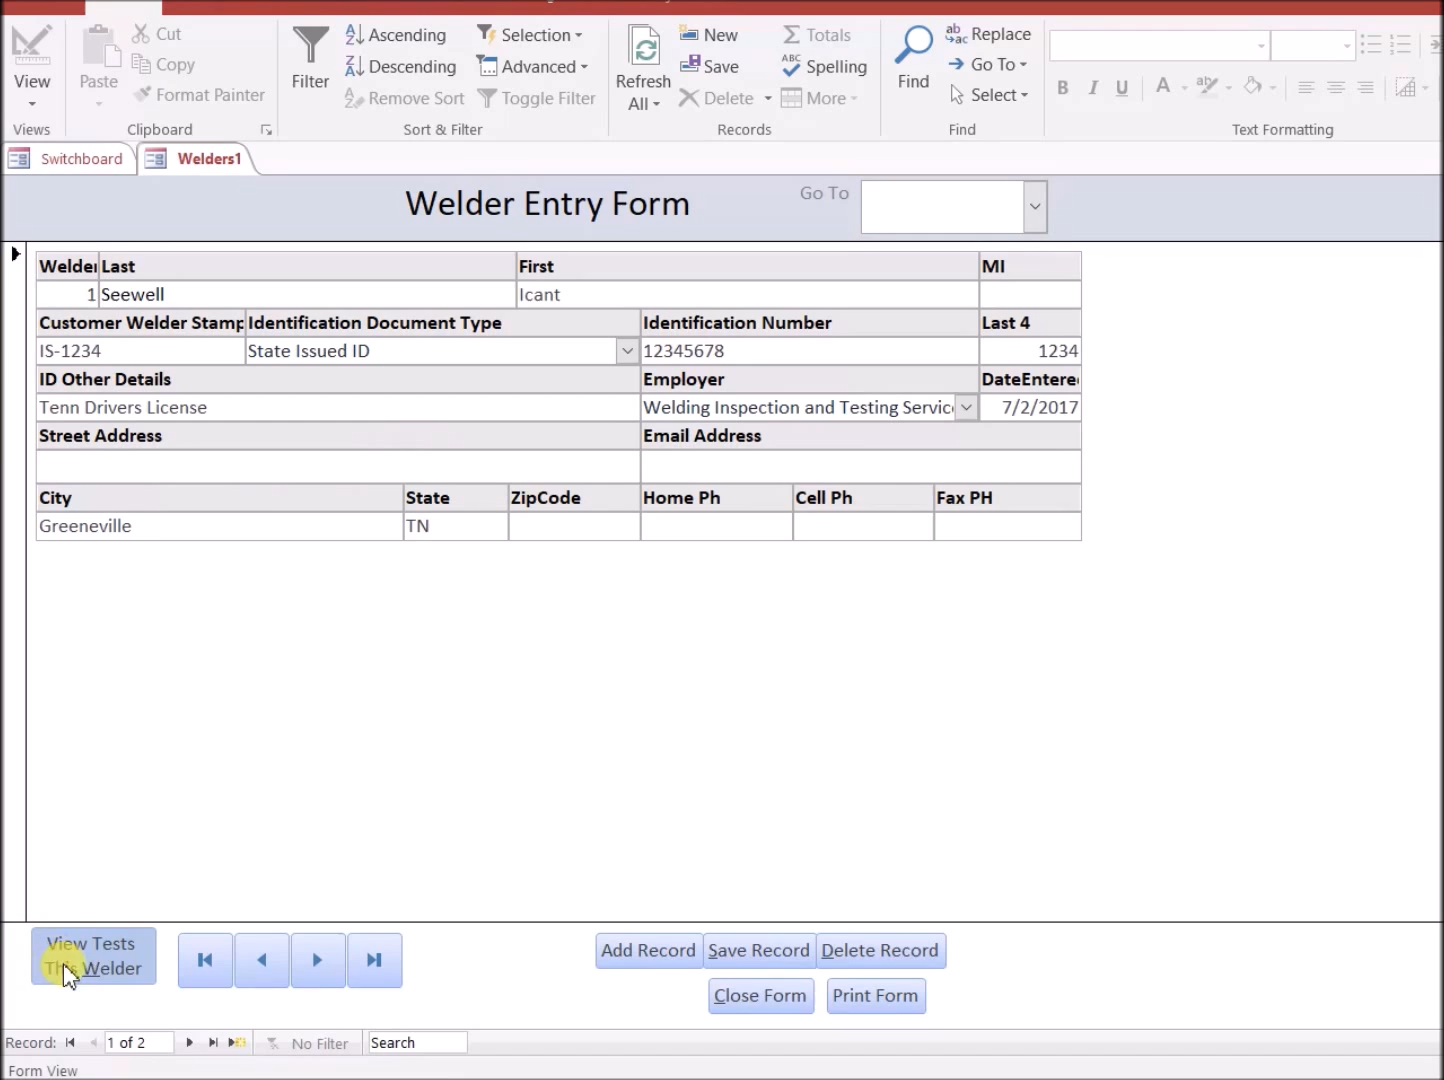 View
Views
Paste
Cut
Copy
Format Painter
Clipboard
Filter
Ascending
Descending
Remove Sort
Selection
Advanced
Toggle Filter
Sort & Filter
Refresh
All
New
Save
Delete
Totals
Spelling
More
Records
Find
Replace
Go To
Select
Find
B I U A
Text Formatting
Switchboard
Welders1
Welder Entry Form
Go To
Welder Last First MI
1 Seewell Icant
Customer Welder Stamp Identification Document Type Identification Number Last 4
IS-1234 State Issued ID 12345678 1234
ID Other Details Employer DateEntere
Tenn Drivers License Welding Inspection and Testing Servic 7/2/2017
Street Address Email Address
City State ZipCode Home Ph Cell Ph Fax PH
Greeneville TN
View Tests
This Welder
Add Record Save Record Delete Record
Close Form Print Form
Record: 1 of 2 No Filter Search
Form View